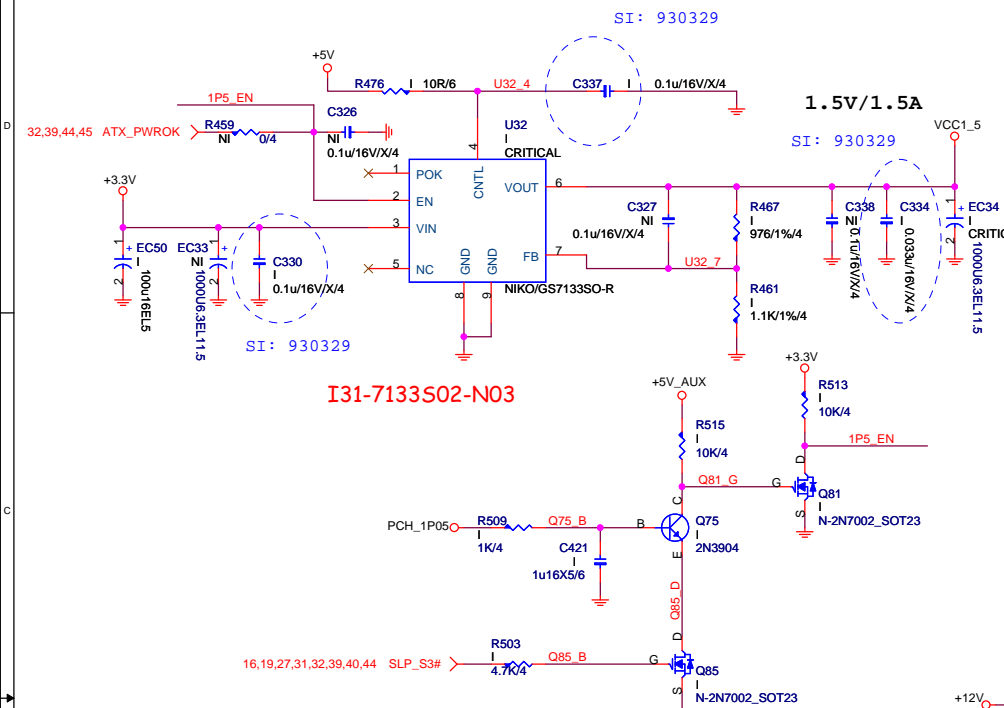 SI: 930329
+5V
R476 I 10R/6
U32_4
C337 I 0.1u/16V/X/4
1P5_EN
1.5V/1.5A
32,39,44,45 ATX_PWROK
R459 NI 0/4
C326 NI 0.1u/16V/X/4
U32 I CRITICAL
SI: 930329
VCC1_5
D
+3.3V
1 POK
2 EN
3 VIN
5 NC
4 CNTL
VOUT 6
FB 7
GND GND
8 9
NIKO/GS7133SO-R
C327 NI 0.1u/16V/X/4
R467 I 976/1%/4
U32_7
R461 I 1.1K/1%/4
C338 NI 0.1u/16V/X/4
C334 I 0.033u/16V/X/4
1 + 2
EC34 I CRITIC
1000U6.3EL11.5
1 + 2
EC50 I 100u16EL5
1 + 2
EC33 NI 1000U6.3EL11.5
C330 I 0.1u/16V/X/4
SI: 930329
I31-7133S02-N03
+5V_AUX
R515 I 10K/4
+3.3V
R513 I 10K/4
1P5_EN
Q81_G
G D S
Q81 I N-2N7002_SOT23
C
PCH_1P05
R509 I 1K/4
Q75_B
B C E
Q75 I 2N3904
C421 I 1u16X5/6
Q85_D
16,19,27,31,32,39,40,44 SLP_S3#
R503 I 4.7K/4
Q85_B
G D S
Q85 I N-2N7002_SOT23
+12V